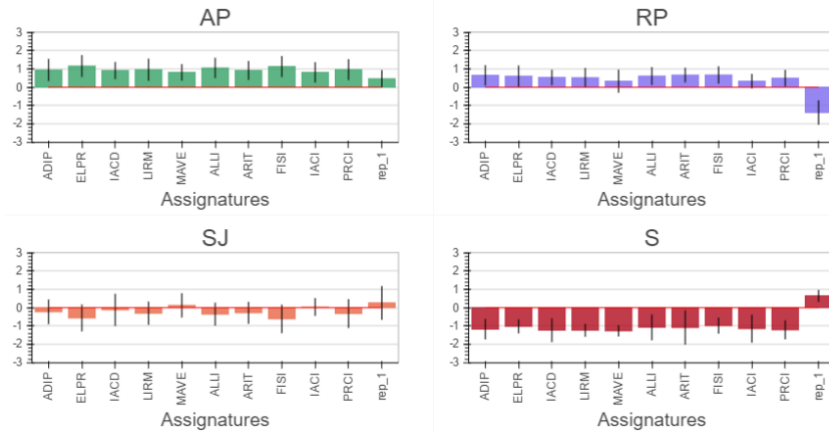 AP
3
2
1
0
-1
-2
-3
ADIP ELPR IACD LIRM MAVE ALLI ARIT FISI IACI PRCI rep_1
Assignatures
RP
3
2
1
0
-1
-2
-3
ADIP ELPR IACD LIRM MAVE ALLI ARIT FISI IACI PRCI rep_1
Assignatures
SJ
3
2
1
0
-1
-2
-3
ADIP ELPR IACD LIRM MAVE ALLI ARIT FISI IACI PRCI rep_1
Assignatures
S
3
2
1
0
-1
-2
-3
ADIP ELPR IACD LIRM MAVE ALLI ARIT FISI IACI PRCI rep_1
Assignatures